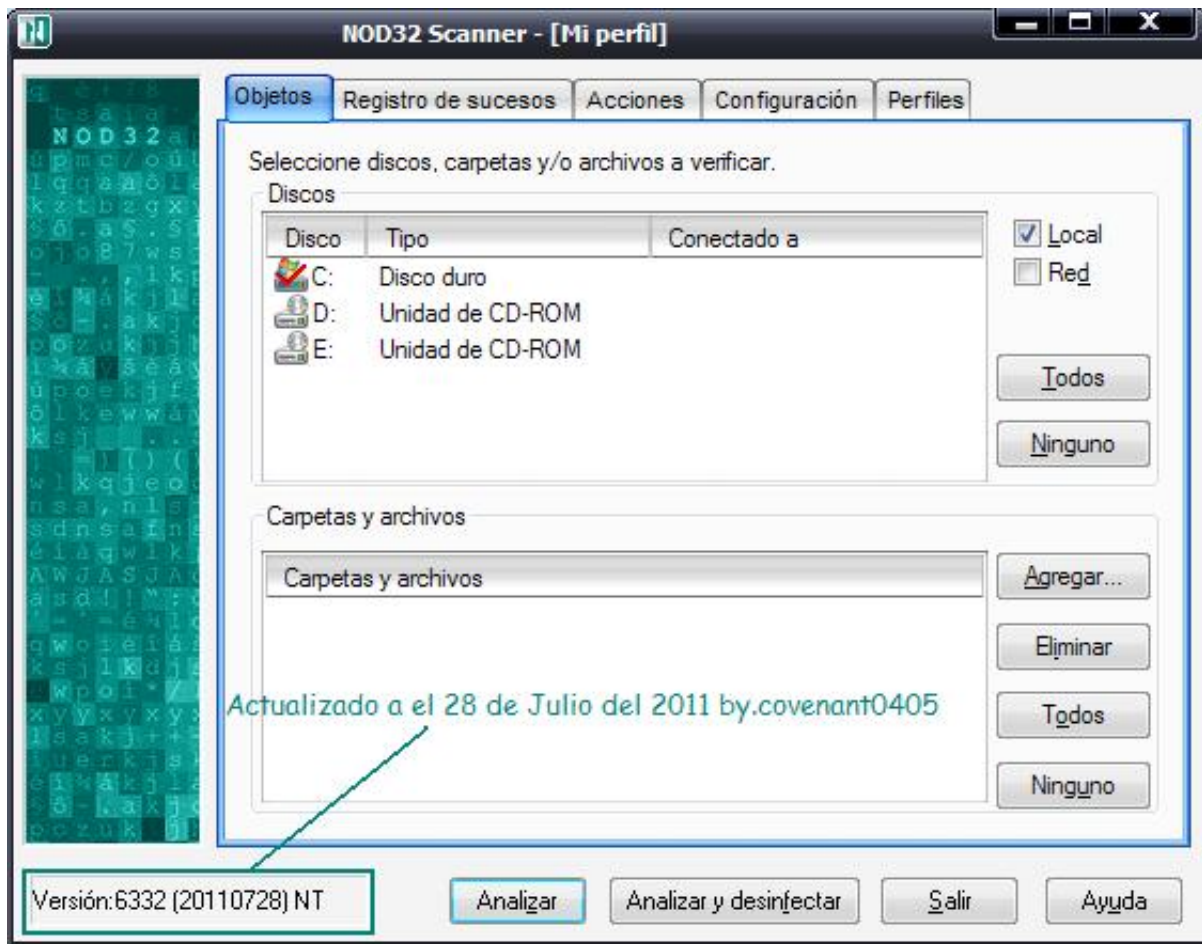 NOD32 Scanner - [Mi perfil]
NOD32
Objetos
Registro de sucesos
Acciones
Configuración
Perfiles
Seleccione discos, carpetas y/o archivos a verificar.
Discos
Disco Tipo Conectado a
C: Disco duro
D: Unidad de CD-ROM
E: Unidad de CD-ROM
Local
Red
Todos
Ninguno
Carpetas y archivos
Carpetas y archivos
Agregar...
Eliminar
Todos
Ninguno
Actualizado a el 28 de Julio del 2011 by.covenant0405
Versión:6332 (20110728) NT
Analizar
Analizar y desinfectar
Salir
Ayuda